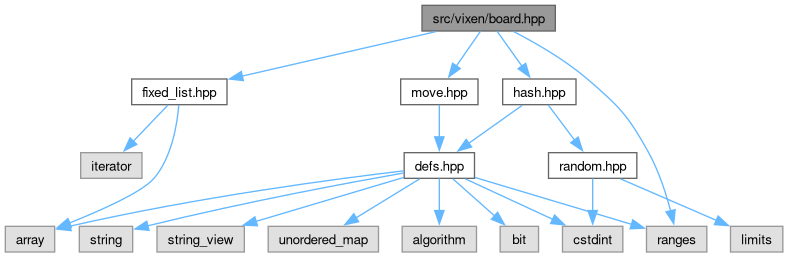 src/vixen/board.hpp
fixed_list.hpp
move.hpp
hash.hpp
iterator
defs.hpp
random.hpp
array
string
string_view
unordered_map
algorithm
bit
cstdint
ranges
limits